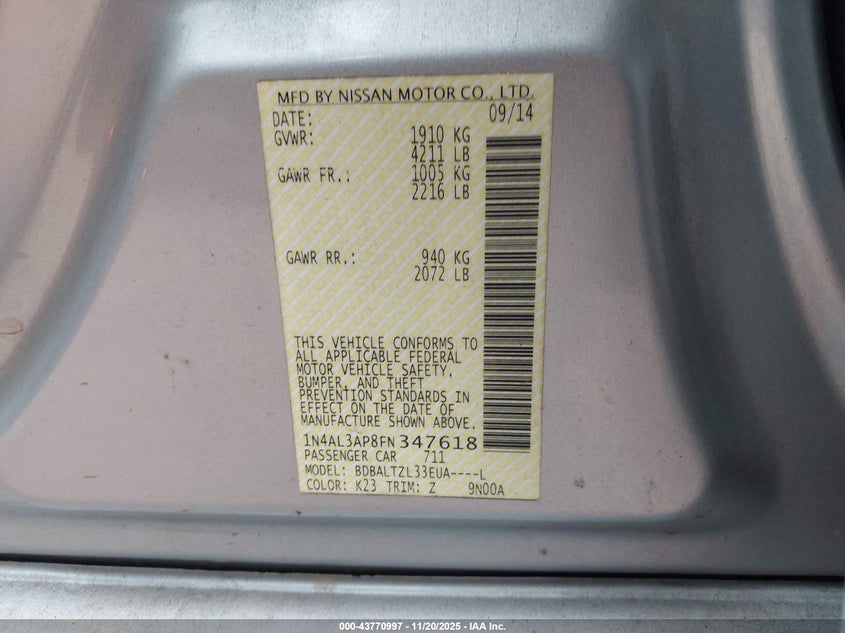 MFD BY NISSAN MOTOR CO., LTD.
DATE: 09/14
GVWR: 1910 KG
4211 LB
GAWR FR.: 1005 KG
2216 LB
GAWR RR.: 940 KG
2072 LB
THIS VEHICLE CONFORMS TO
ALL APPLICABLE FEDERAL
MOTOR VEHICLE SAFETY,
BUMPER, AND THEFT
PREVENTION STANDARDS IN
EFFECT ON THE DATE OF
MANUFACTURE SHOWN ABOVE.
1N4AL3AP8FN347618
PASSENGER CAR 711
MODEL: BDBALTZL33EUA----L
COLOR: K23 TRIM: Z 9N00A
000-43770997 - 11/20/2025 - IAA Inc.